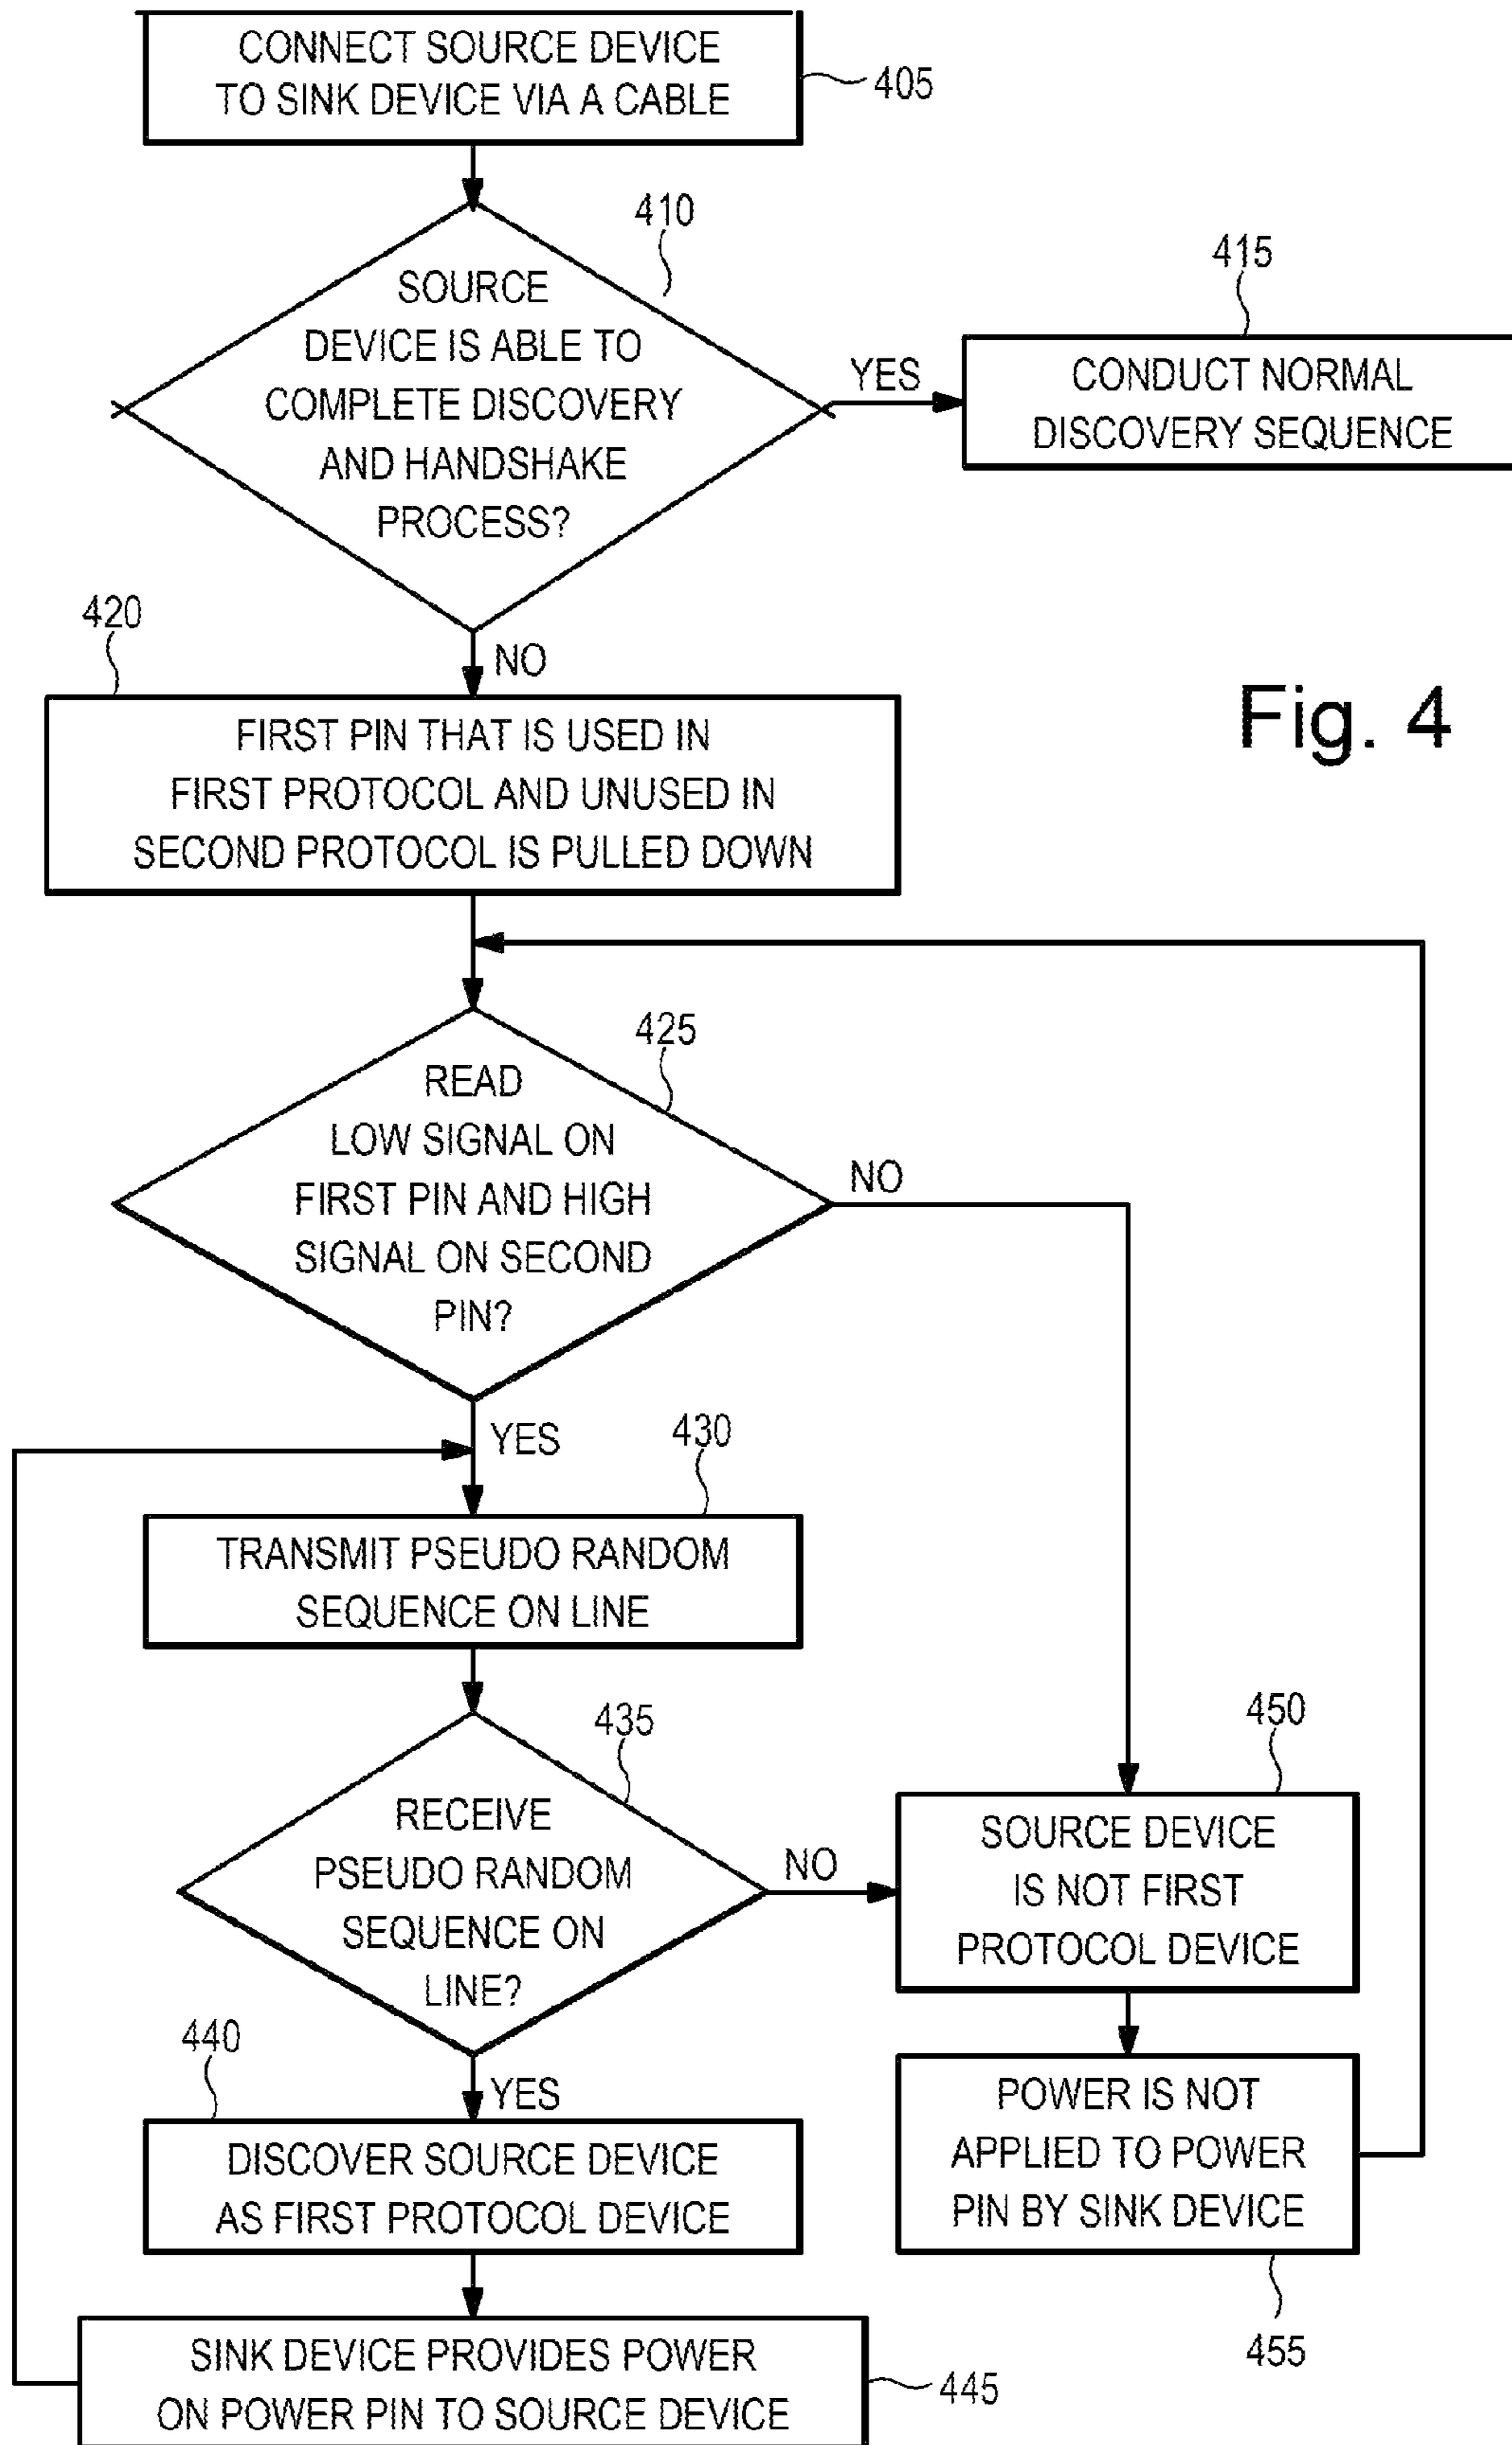 CONNECT SOURCE DEVICE
TO SINK DEVICE VIA A CABLE
405
410
SOURCE
DEVICE IS ABLE TO
COMPLETE DISCOVERY
AND HANDSHAKE
PROCESS?
YES
415
CONDUCT NORMAL
DISCOVERY SEQUENCE
NO
420
FIRST PIN THAT IS USED IN
FIRST PROTOCOL AND UNUSED IN
SECOND PROTOCOL IS PULLED DOWN
Fig. 4
425
READ
LOW SIGNAL ON
FIRST PIN AND HIGH
SIGNAL ON SECOND
PIN?
NO
YES
430
TRANSMIT PSEUDO RANDOM
SEQUENCE ON LINE
435
RECEIVE
PSEUDO RANDOM
SEQUENCE ON
LINE?
NO
450
SOURCE DEVICE
IS NOT FIRST
PROTOCOL DEVICE
YES
440
DISCOVER SOURCE DEVICE
AS FIRST PROTOCOL DEVICE
POWER IS NOT
APPLIED TO POWER
PIN BY SINK DEVICE
455
SINK DEVICE PROVIDES POWER
ON POWER PIN TO SOURCE DEVICE
445